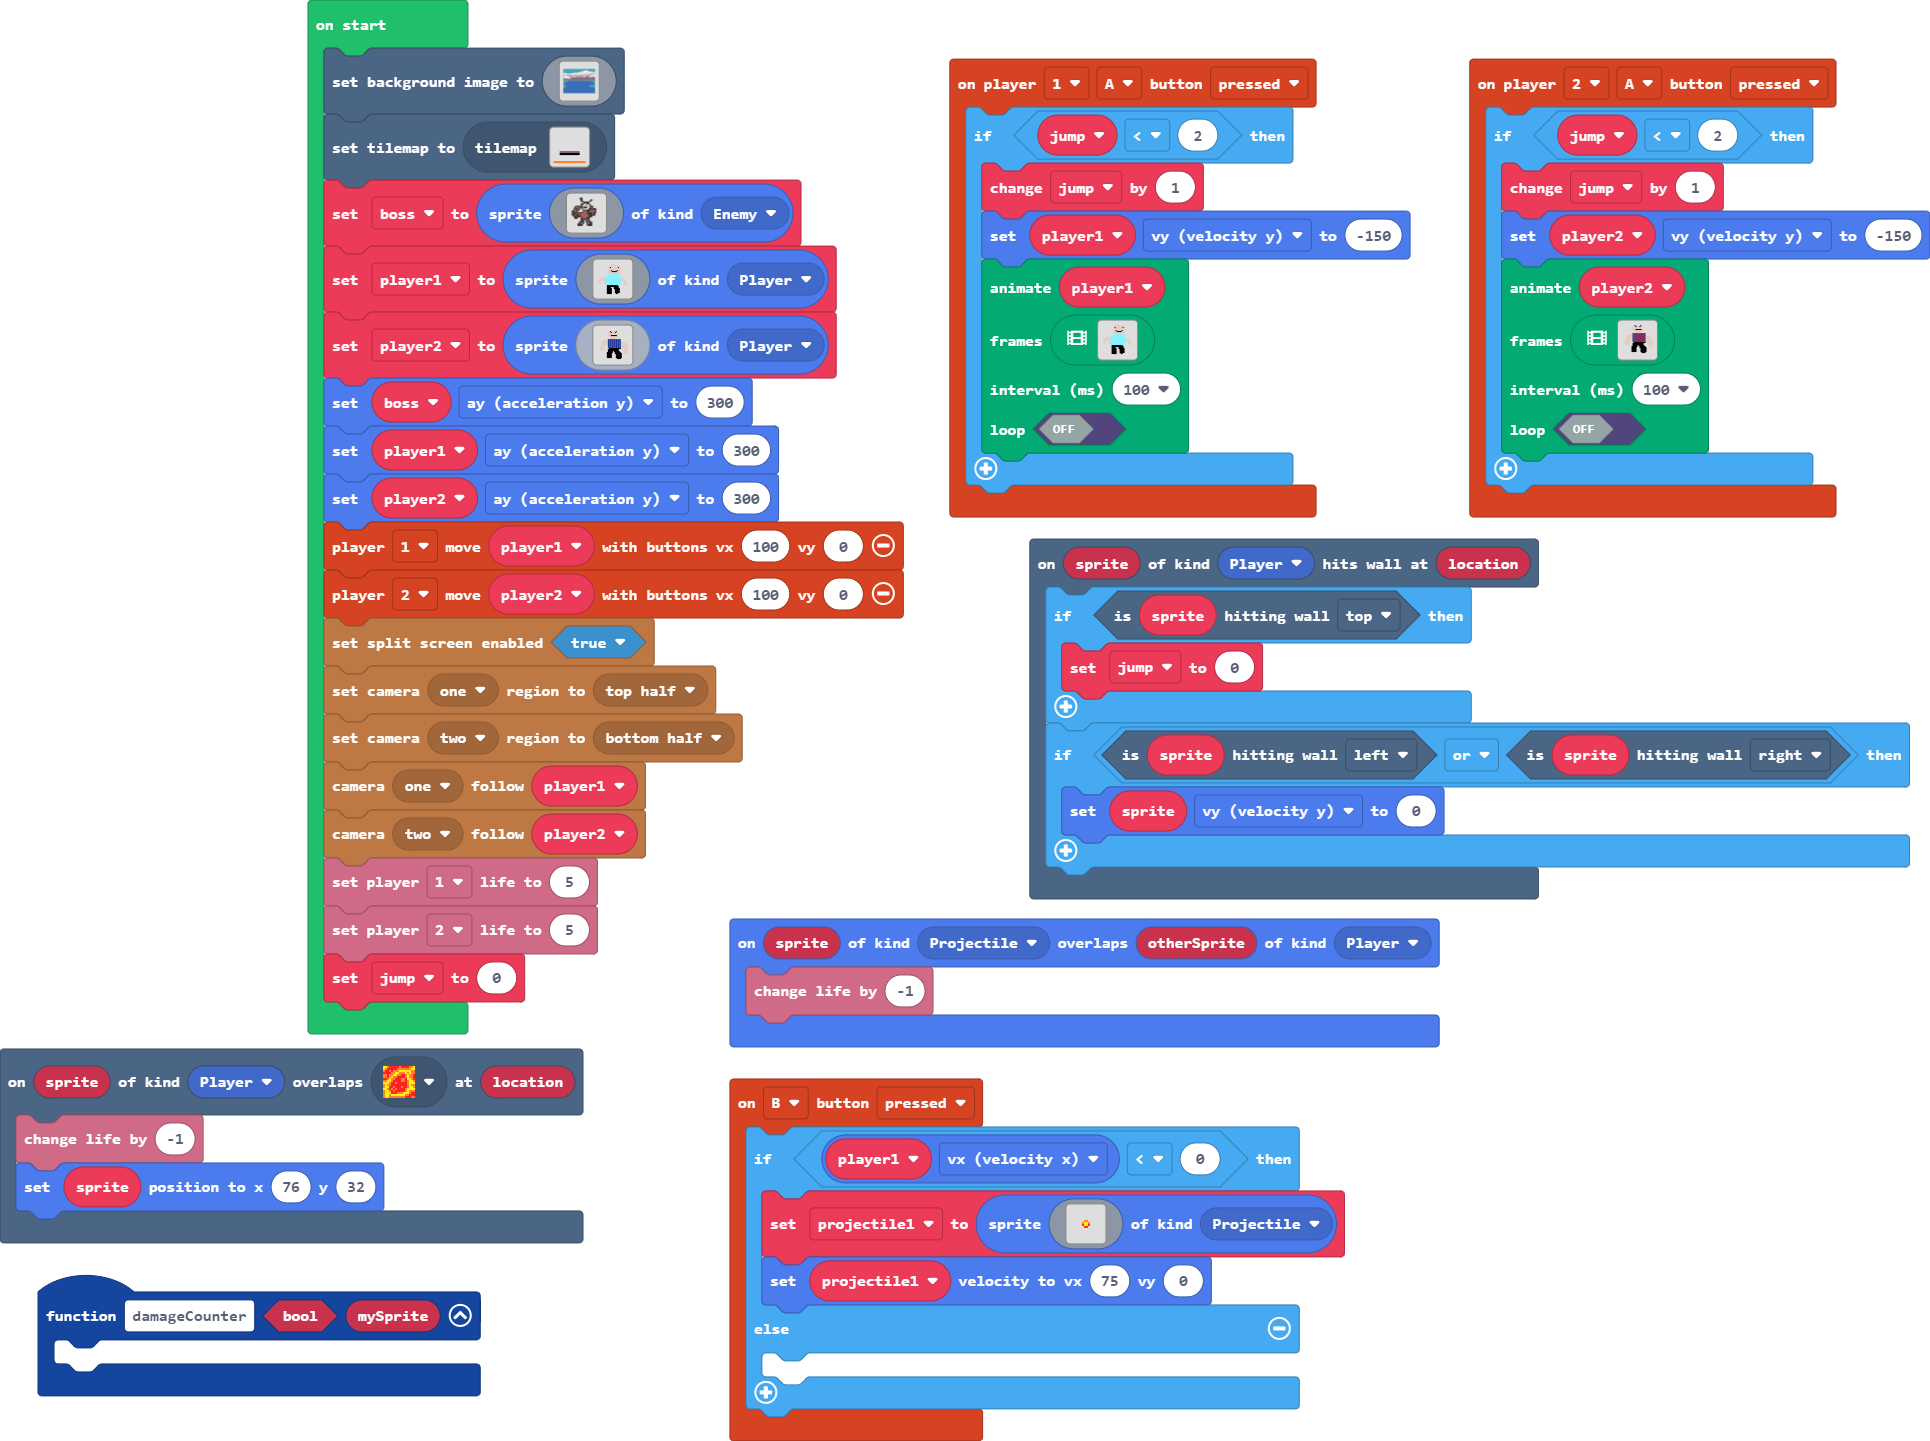 on start
set background image to
set tilemap to tilemap
set boss to sprite of kind Enemy
set player1 to sprite of kind Player
set player2 to sprite of kind Player
set boss ay (acceleration y) to 300
set player1 ay (acceleration y) to 300
set player2 ay (acceleration y) to 300
player 1 move player1 with buttons vx 100 vy 0
player 2 move player2 with buttons vx 100 vy 0
set split screen enabled true
set camera one region to top half
set camera two region to bottom half
camera one follow player1
camera two follow player2
set player 1 life to 5
set player 2 life to 5
set jump to 0
on player 1 A button pressed
if jump < 2 then
change jump by 1
set player1 vy (velocity y) to -150
animate player1
frames
interval (ms) 100
loop OFF
on player 2 A button pressed
if jump < 2 then
change jump by 1
set player2 vy (velocity y) to -150
animate player2
frames
interval (ms) 100
loop OFF
on sprite of kind Player hits wall at location
if is sprite hitting wall top then
set jump to 0
if is sprite hitting wall left or is sprite hitting wall right then
set sprite vy (velocity y) to 0
on sprite of kind Projectile overlaps otherSprite of kind Player
change life by -1
on sprite of kind Player overlaps at location
change life by -1
set sprite position to x 76 y 32
on B button pressed
if player1 vx (velocity x) < 0 then
set projectile1 to sprite of kind Projectile
set projectile1 velocity to vx 75 vy 0
else
function damageCounter bool mySprite